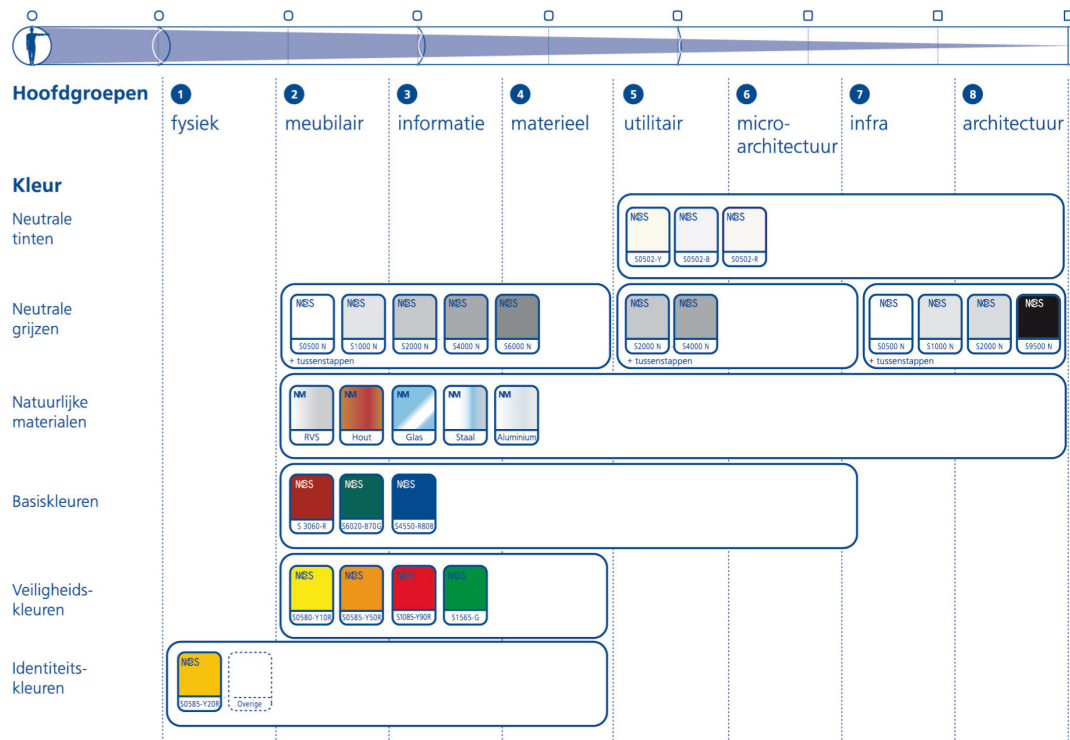 Hoofdgroepen
1
2
3
4
5
6
7
8
fysiek
meubilair
informatie
materieel
utilitair
micro-
architectuur
infra
architectuur
Kleur
Neutrale
tinten
NCS
NCS
NCS
S0502-Y
S0502-B
S0502-R
Neutrale
grijzen
NCS
NCS
NCS
NCS
NCS
S0500 N
S1000 N
S2000 N
S4000 N
S6000 N
+ tussenstappen
NCS
NCS
S2000 N
S4000 N
+ tussenstappen
NCS
NCS
NCS
NCS
S0500 N
S1000 N
S2000 N
S9500 N
+ tussenstappen
Natuurlijke
materialen
NM
NM
NM
NM
NM
RVS
Hout
Glas
Staal
Aluminium
Basiskleuren
NCS
NCS
NCS
S 3060-R
S6020-B70G
S4550-R80B
Veiligheids-
kleuren
NCS
NCS
NCS
NCS
S0580-Y10R
S0585-Y50R
S1085-Y90R
S1565-G
Identiteits-
kleuren
NCS
S0585-Y20R
Overige